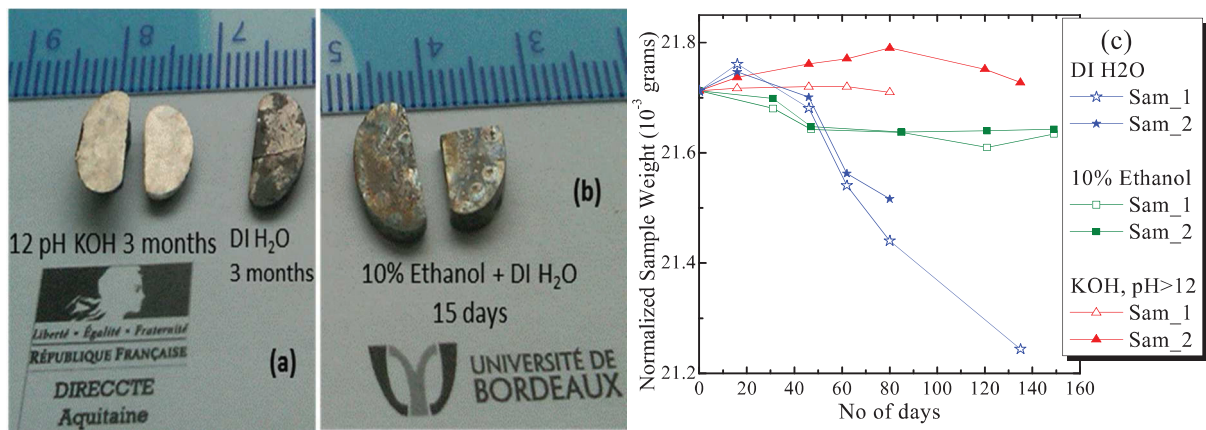 9 8 7
12 pH KOH 3 months
DI H₂O
3 months
Liberté • Égalité • Fraternité
RÉPUBLIQUE FRANÇAISE
DIRECCTE
Aquitaine
(a)
5 4 3
(b)
10% Ethanol + DI H₂O
15 days
UNIVERSITÉ DE
BORDEAUX
Normalized Sample Weight (10⁻³ grams)
21.8
21.6
21.4
21.2
0 20 40 60 80 100 120 140 160
No of days
(c)
DI H2O
Sam_1
Sam_2
10% Ethanol
Sam_1
Sam_2
KOH, pH>12
Sam_1
Sam_2